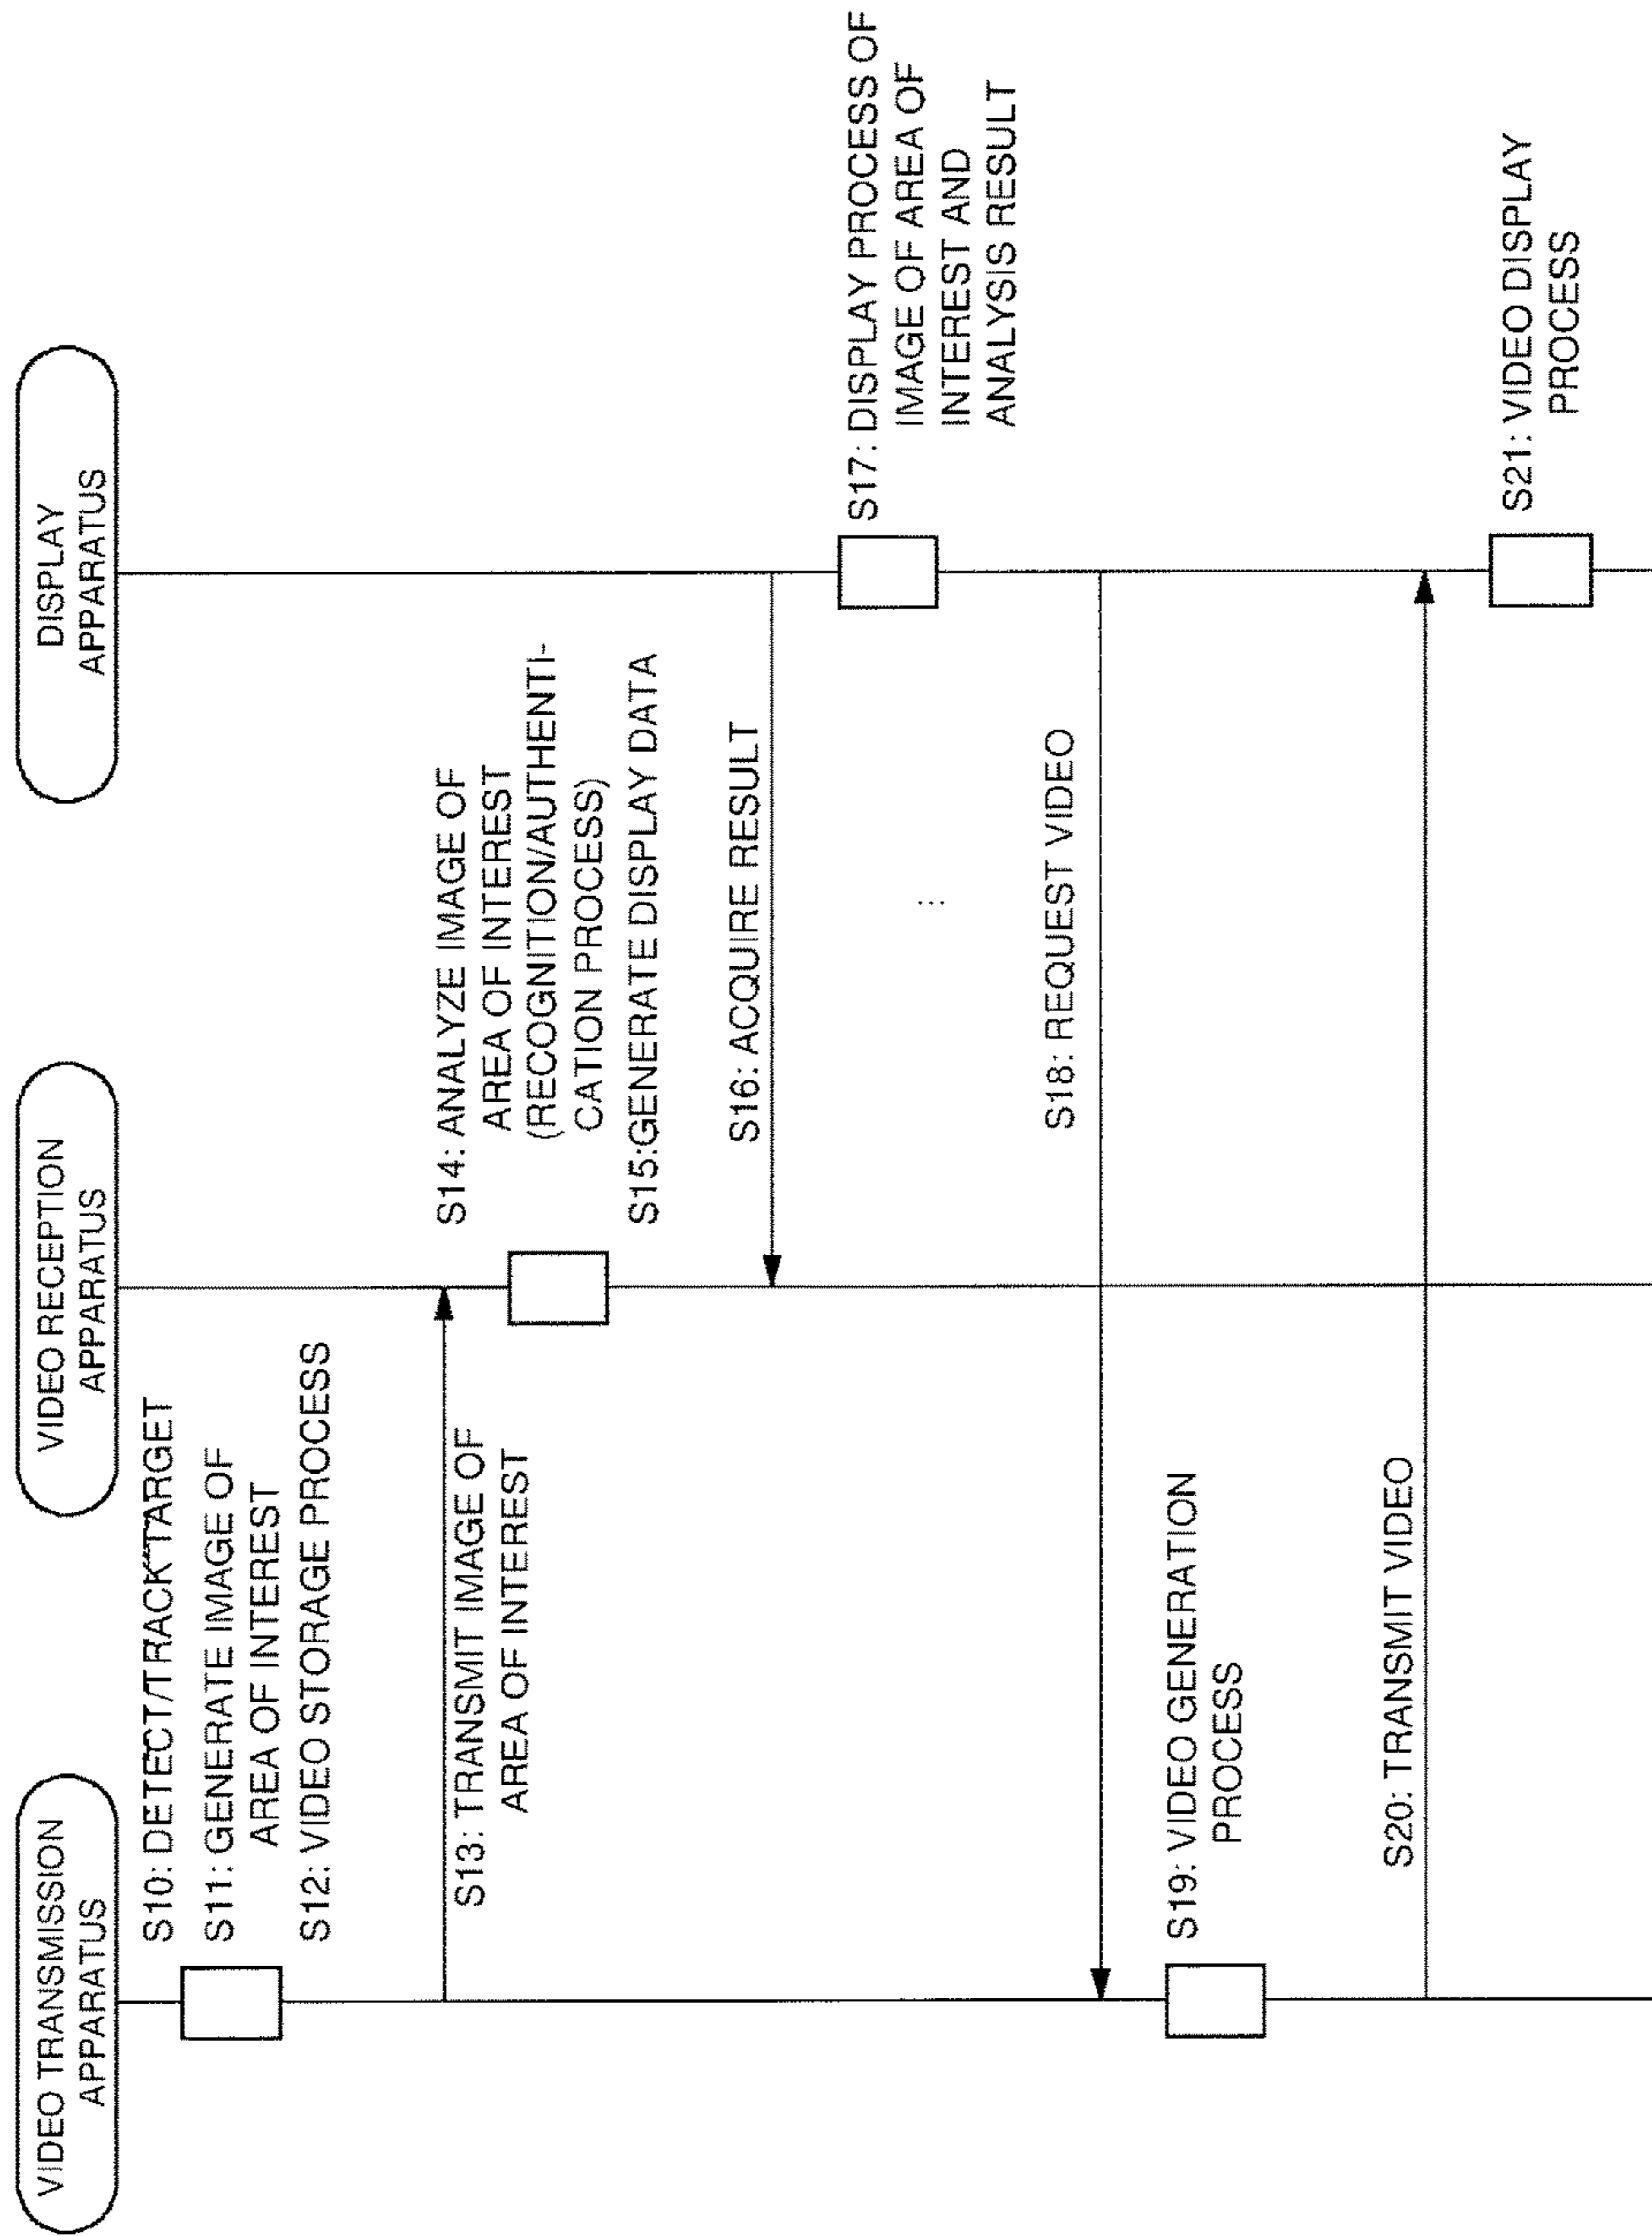 VIDEO TRANSMISSION
APPARATUS
VIDEO RECEPTION
APPARATUS
DISPLAY
APPARATUS
S10: DETECT/TRACK TARGET
S11: GENERATE IMAGE OF
AREA OF INTEREST
S12: VIDEO STORAGE PROCESS
S13: TRANSMIT IMAGE OF
AREA OF INTEREST
S14: ANALYZE IMAGE OF
AREA OF INTEREST
(RECOGNITION/AUTHENTI-
CATION PROCESS)
S15:GENERATE DISPLAY DATA
S16: ACQUIRE RESULT
S17: DISPLAY PROCESS OF
IMAGE OF AREA OF
INTEREST AND
ANALYSIS RESULT
...
S18: REQUEST VIDEO
S19: VIDEO GENERATION
PROCESS
S20: TRANSMIT VIDEO
S21: VIDEO DISPLAY
PROCESS